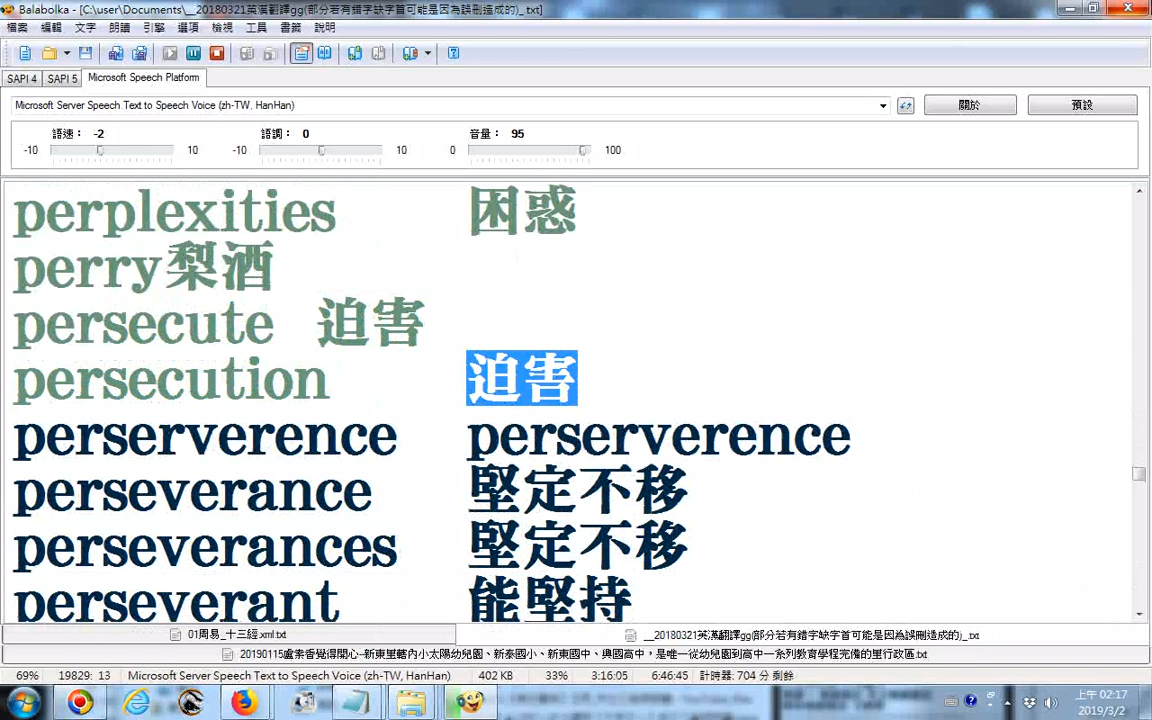 Balabolka - [C:\user\Documents\__20180321英漢翻譯gg(部分若有錯字缺字首可能是因為誤刪造成的)_.txt]
檔案 編輯 文字 朗讀 引擎 選項 檢視 工具 書籤 說明
SAPI 4 SAPI 5 Microsoft Speech Platform
Microsoft Server Speech Text to Speech Voice (zh-TW, HanHan) 關於 預設
語速： -2 語調： 0 音量： 95
-10 10 -10 10 0 100
perplexities 困惑
perry梨酒
persecute 迫害
persecution 迫害
perserverence perserverence
perseverance 堅定不移
perseverances 堅定不移
perseverant 能堅持
01周易_十三經.xml.txt __20180321英漢翻譯gg(部分若有錯字缺字首可能是因為誤刪造成的)_.txt
20190115盧素香覺得開心-新東里轄內小太陽幼兒園、新泰國小、新東國中、興國高中，是唯一從幼兒園到高中一系列教育學程完備的里行政區.txt
69% 19829: 13 Microsoft Server Speech Text to Speech Voice (zh-TW, HanHan) 402 KB 33% 3:16:05 6:46:45 計時器: 704 分 剩餘
上午 02:17
2019/3/2